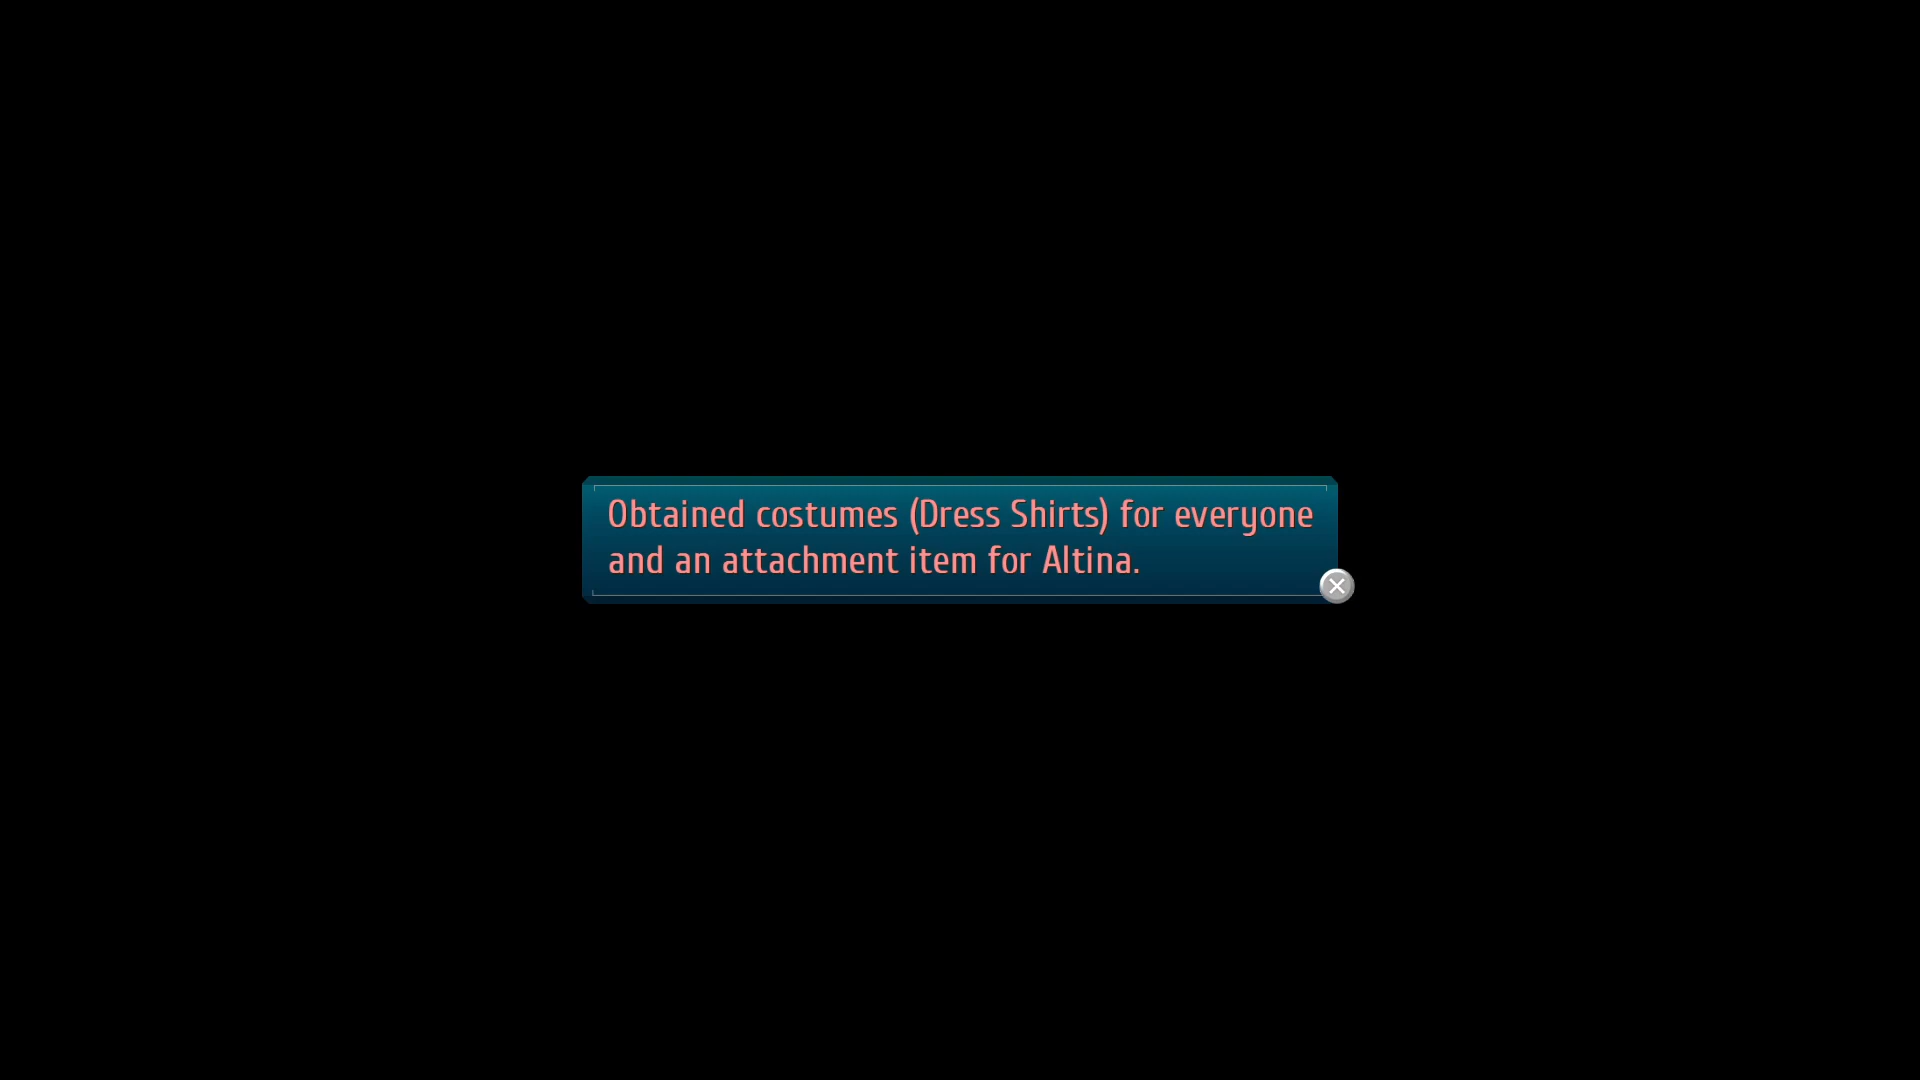 Obtained costumes (Dress Shirts) for everyone
and an attachment item for Altina.